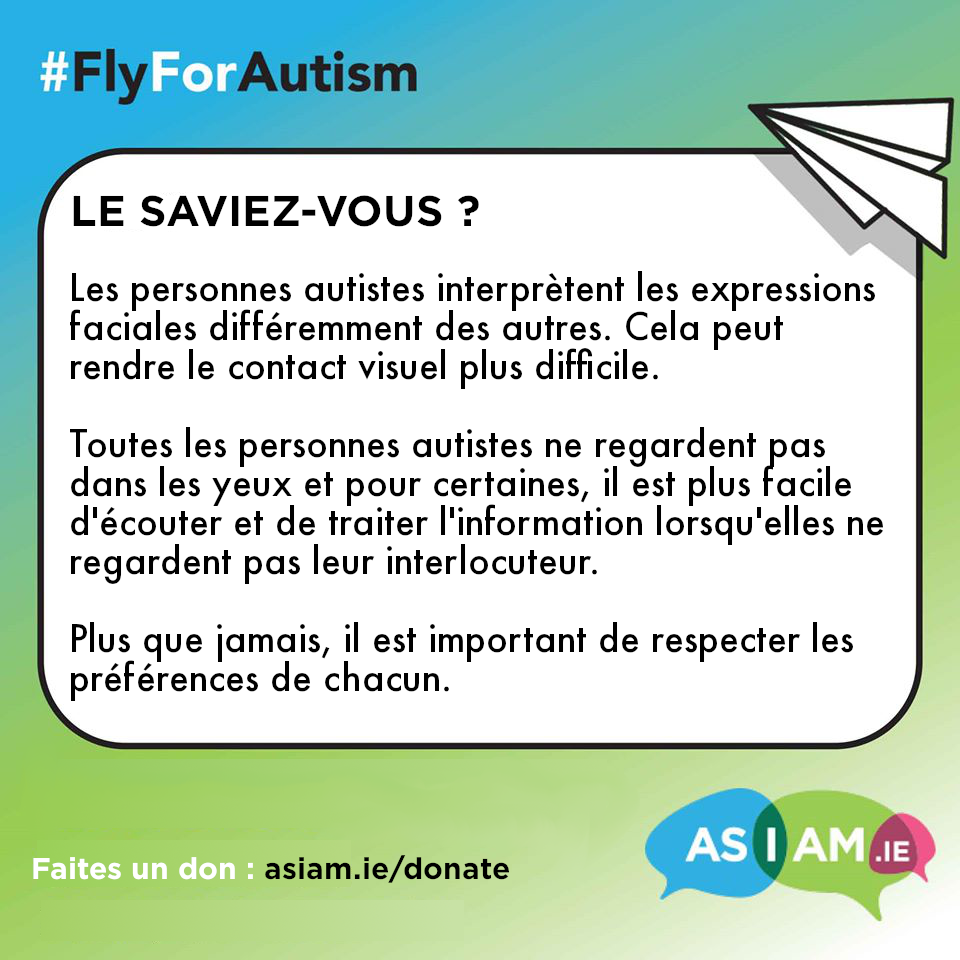 #FlyForAutism
LE SAVIEZ-VOUS ?
Les personnes autistes interprètent les expressions
faciales différemment des autres. Cela peut
rendre le contact visuel plus difficile.
Toutes les personnes autistes ne regardent pas
dans les yeux et pour certaines, il est plus facile
d'écouter et de traiter l'information lorsqu'elles ne
regardent pas leur interlocuteur.
Plus que jamais, il est important de respecter les
préférences de chacun.
Faites un don : asiam.ie/donate
AS I AM.IE